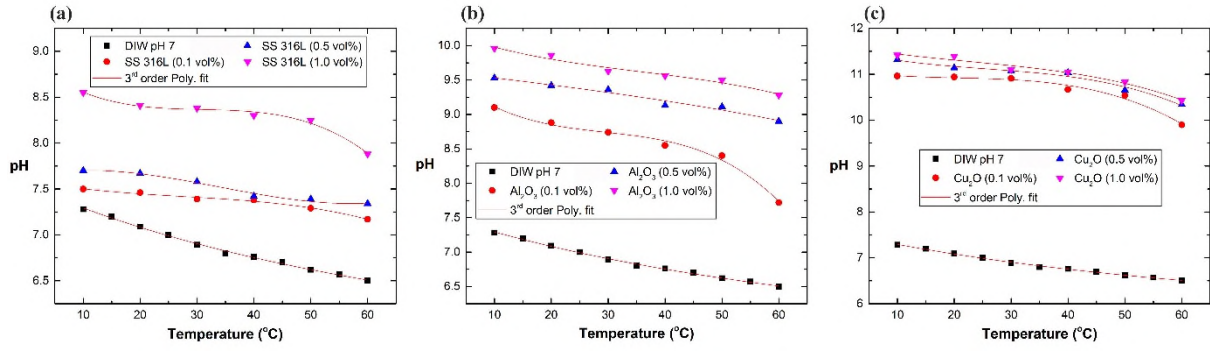 (a)
DIW pH 7
SS 316L (0.5 vol%)
SS 316L (0.1 vol%)
SS 316L (1.0 vol%)
3rd order Poly. fit
9.0
8.5
8.0
7.5
7.0
6.5
pH
10 20 30 40 50 60
Temperature (°C)
(b)
10.0
9.5
9.0
8.5
8.0
7.5
7.0
6.5
pH
DIW pH 7
Al2O3 (0.5 vol%)
Al2O3 (0.1 vol%)
Al2O3 (1.0 vol%)
3rd order Poly. fit
10 20 30 40 50 60
Temperature (°C)
(c)
12
11
10
9
8
7
6
pH
DIW pH 7
Cu2O (0.5 vol%)
Cu2O (0.1 vol%)
Cu2O (1.0 vol%)
3rd order Poly. fit
10 20 30 40 50 60
Temperature (°C)